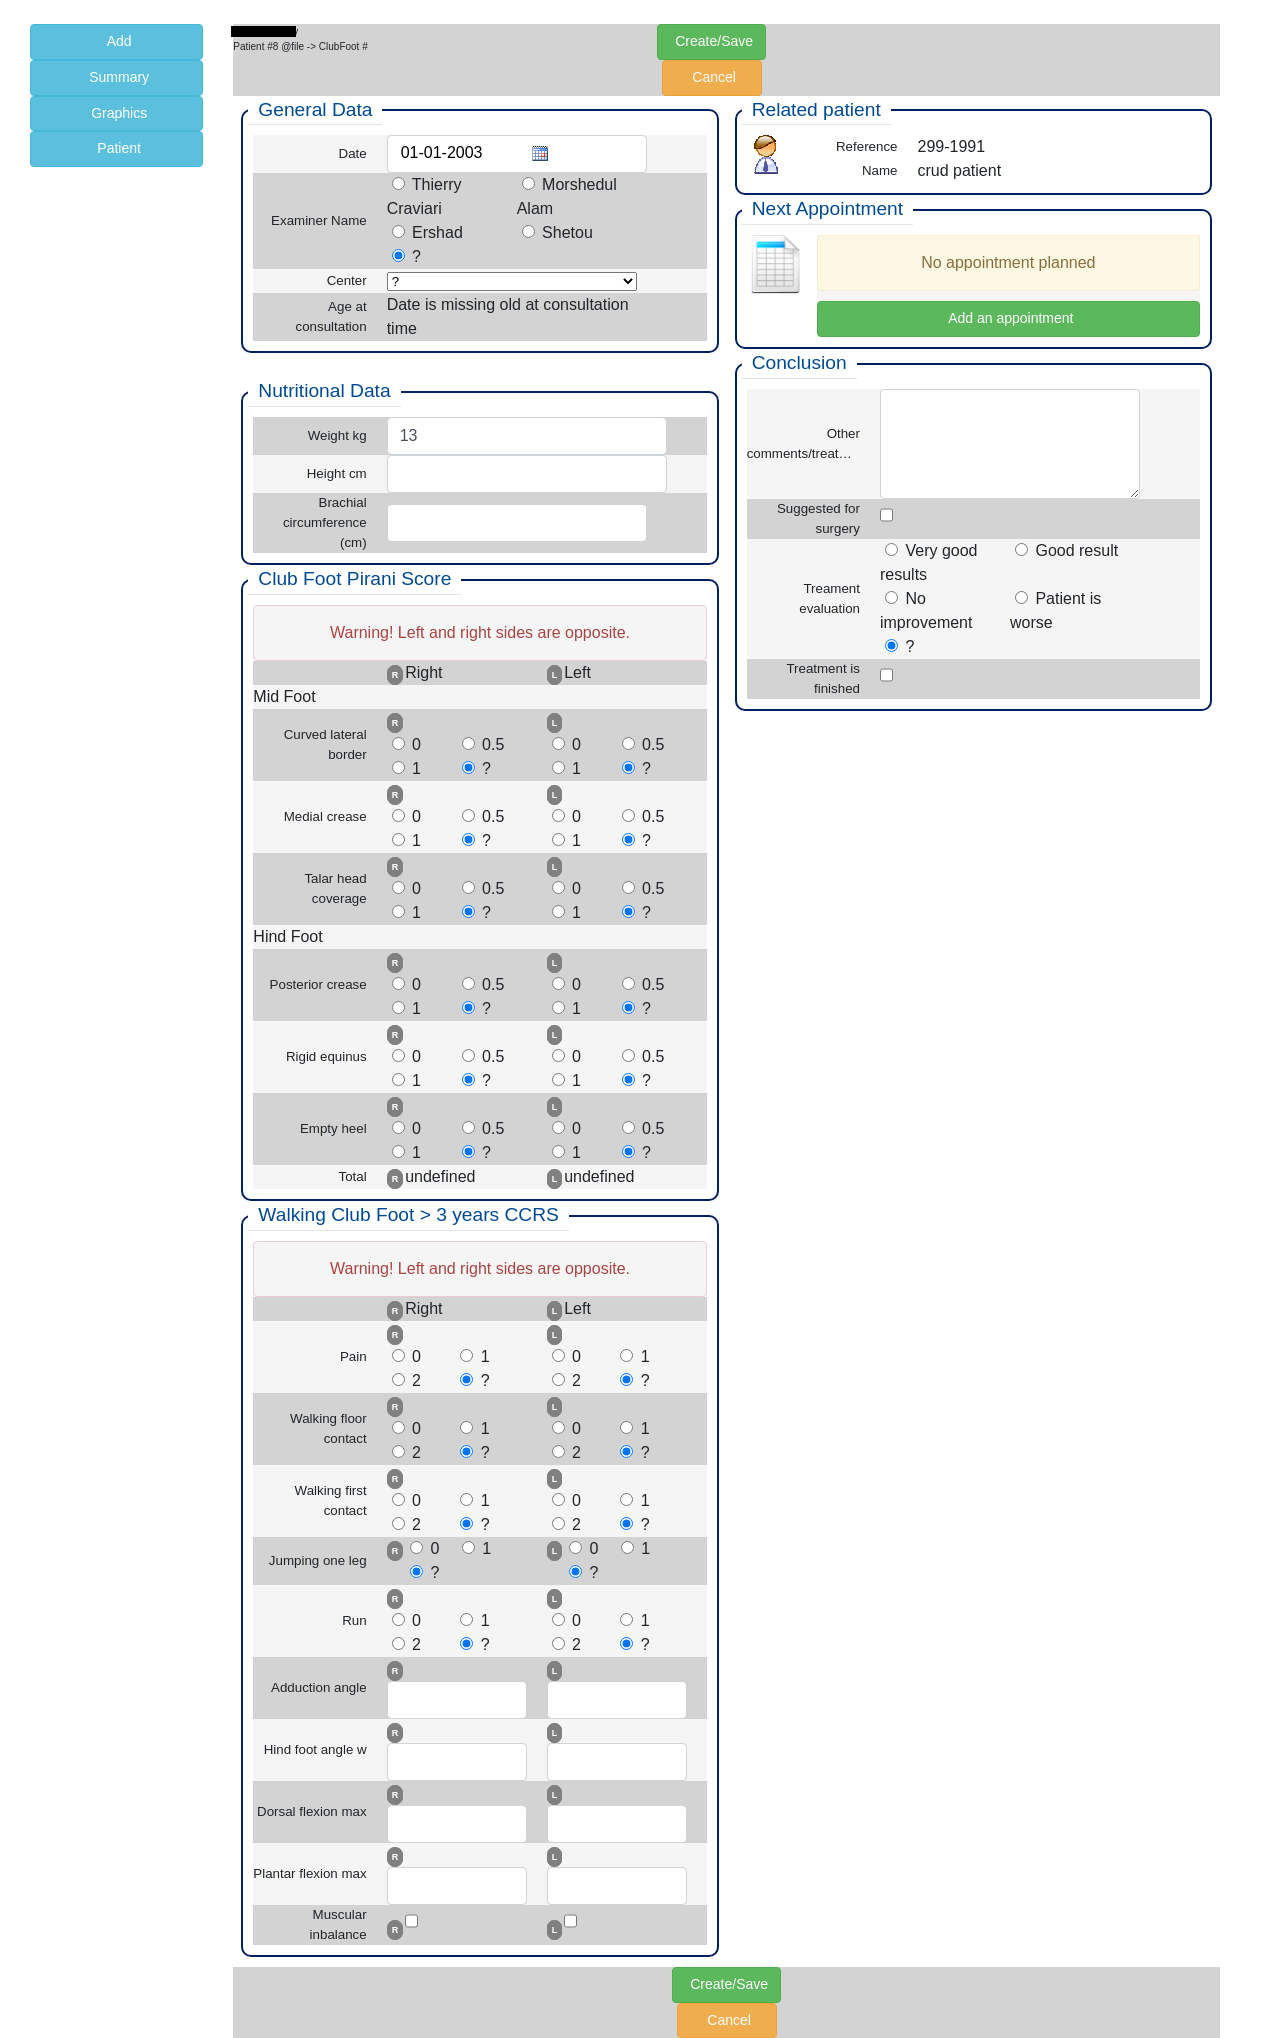 Add
Summary
Graphics
Patient
Create/Save
Patient #8 @file -> ClubFoot #
Cancel
General Data
Date 01-01-2003
Examiner Name
Thierry Craviari
Morshedul Alam
Ershad
Shetou
?
Center ?
Age at consultation
Date is missing old at consultation
time
Nutritional Data
Weight kg 13
Height cm
Brachial
circumference
(cm)
Club Foot Pirani Score
Warning! Left and right sides are opposite.
R Right L Left
Mid Foot
Curved lateral
border
R L
0 0.5 0 0.5
1 ? 1 ?
Medial crease
R L
0 0.5 0 0.5
1 ? 1 ?
Talar head
coverage
R L
0 0.5 0 0.5
1 ? 1 ?
Hind Foot
Posterior crease
R L
0 0.5 0 0.5
1 ? 1 ?
Rigid equinus
R L
0 0.5 0 0.5
1 ? 1 ?
Empty heel
R L
0 0.5 0 0.5
1 ? 1 ?
Total R undefined L undefined
Walking Club Foot > 3 years CCRS
Warning! Left and right sides are opposite.
R Right L Left
Pain
R L
0 1 0 1
2 ? 2 ?
Walking floor
contact
R L
0 1 0 1
2 ? 2 ?
Walking first
contact
R L
0 1 0 1
2 ? 2 ?
Jumping one leg
R 0 1 L 0 1
? ?
Run
R L
0 1 0 1
2 ? 2 ?
Adduction angle
R L
Hind foot angle w
R L
Dorsal flexion max
R L
Plantar flexion max
R L
Muscular
inbalance
R L
Related patient
Reference 299-1991
Name crud patient
Next Appointment
No appointment planned
Add an appointment
Conclusion
Other
comments/treat…
Suggested for
surgery
Treament
evaluation
Very good
results
Good result
No
improvement
Patient is
worse
?
Treatment is
finished
Create/Save
Cancel